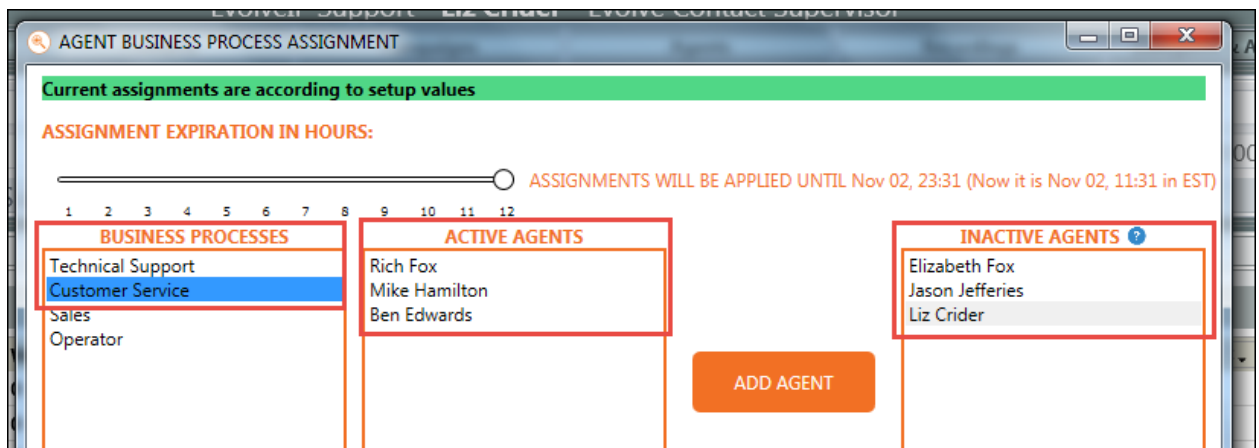 EvolveIP Support Liz Crider Evolve Contact Supervisor
AGENT BUSINESS PROCESS ASSIGNMENT
Current assignments are according to setup values
ASSIGNMENT EXPIRATION IN HOURS:
ASSIGNMENTS WILL BE APPLIED UNTIL Nov 02, 23:31 (Now it is Nov 02, 11:31 in EST)
1 2 3 4 5 6 7 8 9 10 11 12
BUSINESS PROCESSES
Technical Support
Customer Service
Sales
Operator
ACTIVE AGENTS
Rich Fox
Mike Hamilton
Ben Edwards
ADD AGENT
INACTIVE AGENTS ?
Elizabeth Fox
Jason Jefferies
Liz Crider